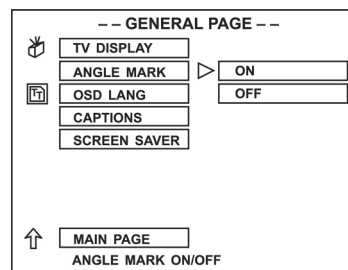 -- GENERAL PAGE --
TV DISPLAY
ANGLE MARK ON
OSD LANG OFF
CAPTIONS
SCREEN SAVER
MAIN PAGE
ANGLE MARK ON/OFF